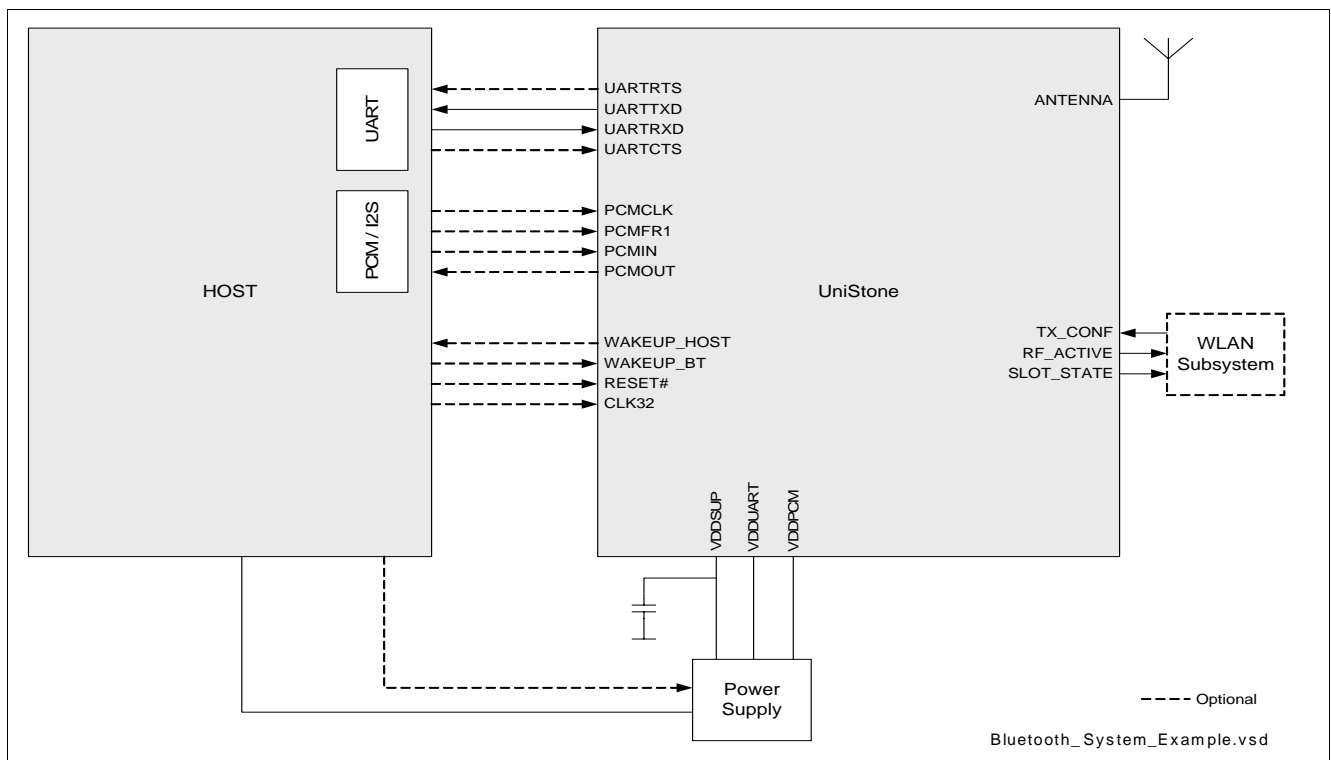 UART
PCM / I2S
HOST
UARTRTS
UARTTXD
UARTRXD
UARTCTS
PCMCLK
PCMFR1
PCMIN
PCMOUT
WAKEUP_HOST
WAKEUP_BT
RESET#
CLK32
UniStone
ANTENNA
TX_CONF
RF_ACTIVE
SLOT_STATE
WLAN
Subsystem
VDDSUP
VDDUART
VDDPCM
Power
Supply
Optional
Bluetooth_System_Example.vsd